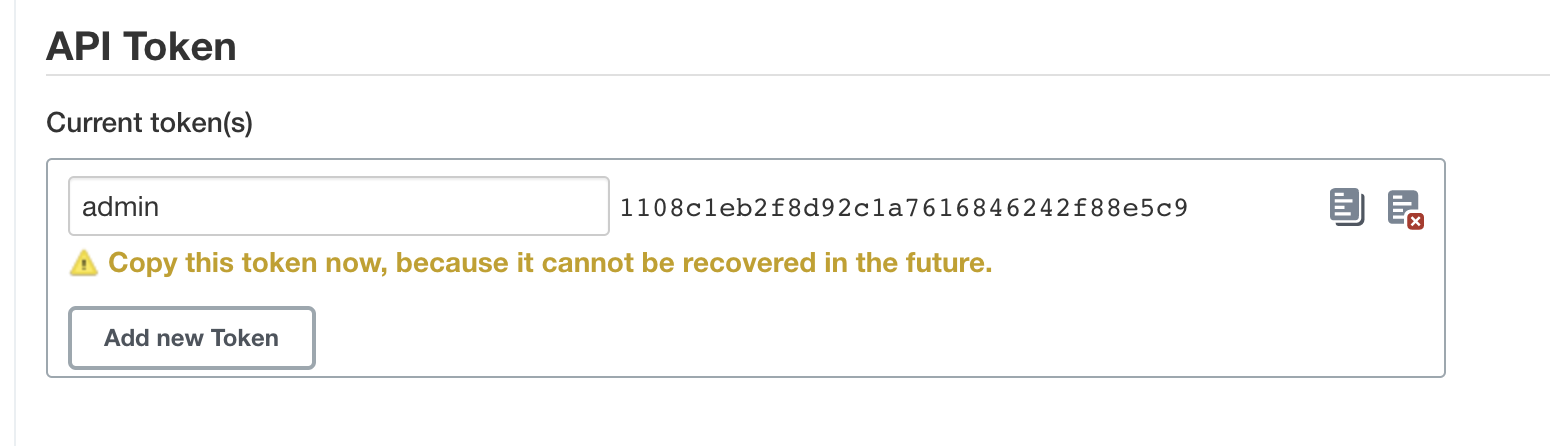 API Token
Current token(s)
admin 1108c1eb2f8d92c1a7616846242f88e5c9
Copy this token now, because it cannot be recovered in the future.
Add new Token